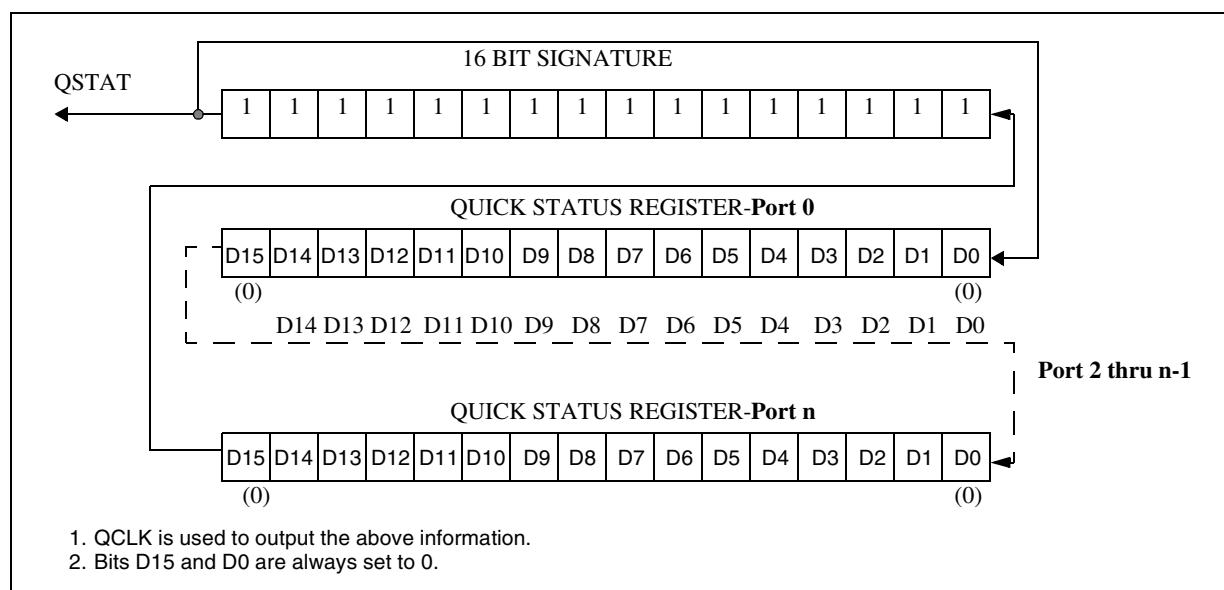 16 BIT SIGNATURE
QSTAT
1 1 1 1 1 1 1 1 1 1 1 1 1 1 1 1
QUICK STATUS REGISTER-Port 0
D15 D14 D13 D12 D11 D10 D9 D8 D7 D6 D5 D4 D3 D2 D1 D0
(0) (0)
D14 D13 D12 D11 D10 D9 D8 D7 D6 D5 D4 D3 D2 D1 D0
Port 2 thru n-1
QUICK STATUS REGISTER-Port n
D15 D14 D13 D12 D11 D10 D9 D8 D7 D6 D5 D4 D3 D2 D1 D0
(0) (0)
1. QCLK is used to output the above information.
2. Bits D15 and D0 are always set to 0.